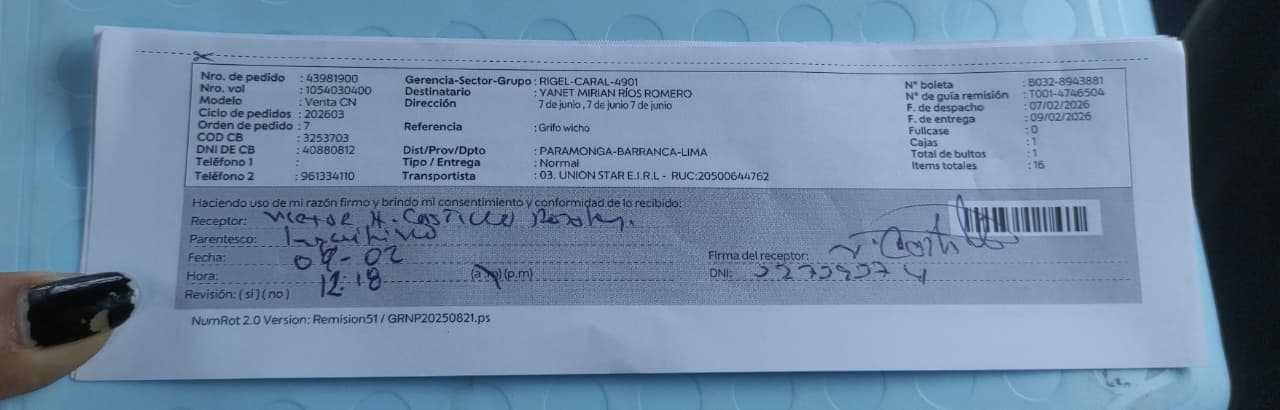 Nro. de pedido : 43981900 Gerencia-Sector-Grupo : RIGEL-CARAL-4901 N° boleta : B032-8943881
Nro. vol : 1054030400 Destinatario : YANET MIRIAN RÍOS ROMERO N° de guía remisión : T001-4746504
Modelo : Venta CN Dirección 7 de junio , 7 de junio 7 de junio F. de despacho : 07/02/2026
Ciclo de pedidos : 202603 F. de entrega : 09/02/2026
Orden de pedido : 7 Referencia : Grifo wicho Fullcase : 0
COD CB : 3253703 Cajas : 1
DNI DE CB : 40880812 Dist/Prov/Dpto : PARAMONGA-BARRANCA-LIMA Total de bultos : 1
Teléfono 1 : Tipo / Entrega : Normal Items totales : 16
Teléfono 2 : 961334110 Transportista : 03. UNION STAR E.I.R.L - RUC:20500644762
Haciendo uso de mi razón firmo y brindo mi consentimiento y conformidad de lo recibido:
Receptor: Victor H. Castillo
Parentesco: Inquilino
Fecha: 09-02 Firma del receptor: V. Castillo
Hora: 12:18 (a.m)(p.m) DNI:
Revisión: ( si )( no )
NumRot 2.0 Version: Remision51 / GRNP20250821.ps